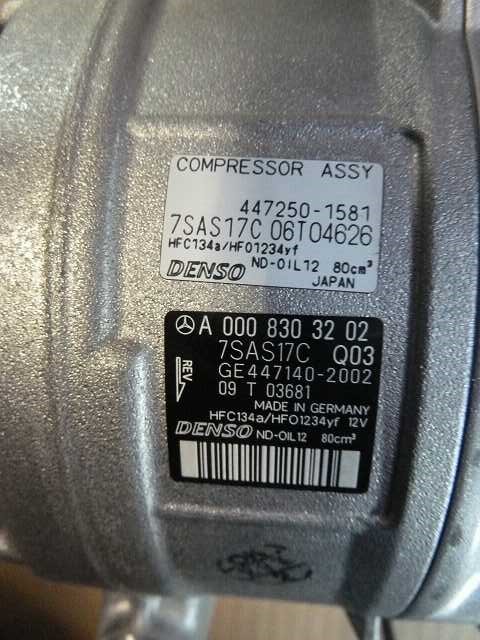 COMPRESSOR ASSY
447250-1581
7SAS17C 06T04626
HFC134a/HFO1234yf
DENSO ND-OIL12 80cm³
JAPAN
A 000 830 32 02
7SAS17C Q03
REV
GE447140-2002
09 T 03681
MADE IN GERMANY
HFC134a/HFO1234yf 12V
DENSO ND-OIL12 80cm³